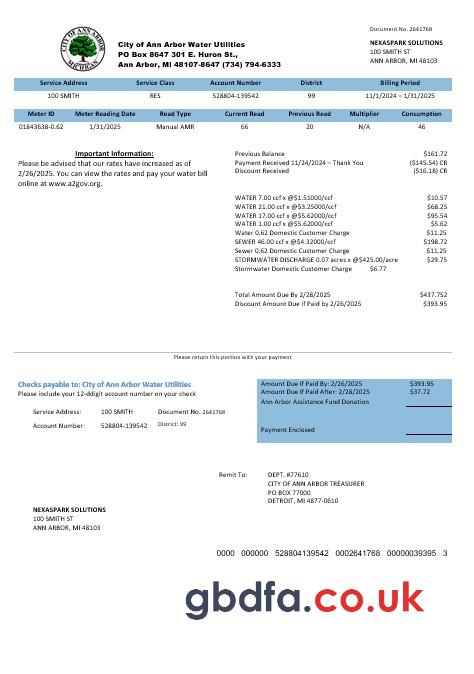 Document No. 2641768
CITY OF ANN ARBOR
MICHIGAN
City of Ann Arbor Water Utilities
PO Box 8647 301 E. Huron St.,
Ann Arbor, MI 48107-8647 (734) 794-6333
NEXASPARK SOLUTIONS
100 SMITH ST
ANN ARBOR, MI 48103
Service Address Service Class Account Number District Billing Period
100 SMITH RES 528804-139542 99 11/1/2024 – 1/31/2025
Meter ID Meter Reading Date Read Type Current Read Previous Read Multiplier Consumption
01843638-0.62 1/31/2025 Manual AMR 66 20 N/A 46
Important Information:
Please be advised that our rates have increased as of
2/26/2025. You can view the rates and pay your water bill
online at www.a2gov.org.
Previous Balance $161.72
Payment Received 11/24/2024 – Thank You ($145.54) CR
Discount Received ($16.18) CR
WATER 7.00 ccf x @$1.51000/ccf $10.57
WATER 21.00 ccf x @$3.25000/ccf $68.25
WATER 17.00 ccf x @$5.62000/ccf $95.54
WATER 1.00 ccf x @$5.62000/ccf $5.62
Water 0.62 Domestic Customer Charge $11.25
SEWER 46.00 ccf x @$4.32000/ccf $198.72
Sewer 0.62 Domestic Customer Charge $11.25
STORMWATER DISCHARGE 0.07 acres x @$425.00/acre $29.75
Stormwater Domestic Customer Charge $6.77
Total Amount Due By 2/28/2025 $437.752
Discount Amount Due if Paid by 2/26/2025 $393.95
Please return this portion with your payment
Checks payable to: City of Ann Arbor Water Utilities
Please include your 12-ddigit account number on your check
Service Address: 100 SMITH Document No. 2641768
Account Number: 528804-139542 District: 99
Amount Due If Paid By: 2/26/2025 $393.95
Amount Due If Paid After: 2/28/2025 $37.72
Ann Arbor Assistance Fund Donation
Payment Enclosed
Remit To: DEPT. #77610
CITY OF ANN ARBOR TREASURER
PO BOX 77000
DETROIT, MI 4877-0610
NEXASPARK SOLUTIONS
100 SMITH ST
ANN ARBOR, MI 48103
0000 000000 528804139542 0002641768 00000039395 3
gbdfa.co.uk